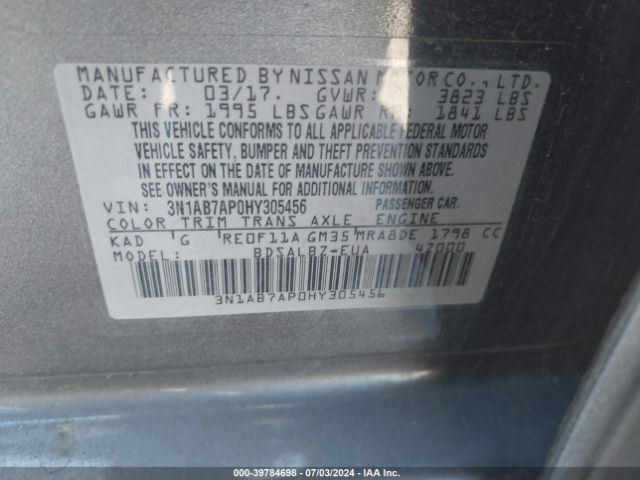 MANUFACTURED BY NISSAN MOTOR CO., LTD.
DATE: 03/17. GVWR: 3823 LBS
GAWR FR: 1995 LBS GAWR RR: 1841 LBS
THIS VEHICLE CONFORMS TO ALL APPLICABLE FEDERAL MOTOR
VEHICLE SAFETY, BUMPER AND THEFT PREVENTION STANDARDS
IN EFFECT ON THE DATE OF MANUFACTURE SHOWN ABOVE.
SEE OWNER'S MANUAL FOR ADDITIONAL INFORMATION.
VIN: 3N1AB7AP0HY305456 PASSENGER CAR.
COLOR TRIM TRANS AXLE ENGINE
KAD G RE0F11A GM35 MRA8DE 1798 CC
MODEL: BDSALBZ-EUA 4Z000
3N1AB7AP0HY305456
000-39784698 - 07/03/2024 - IAAI.COM